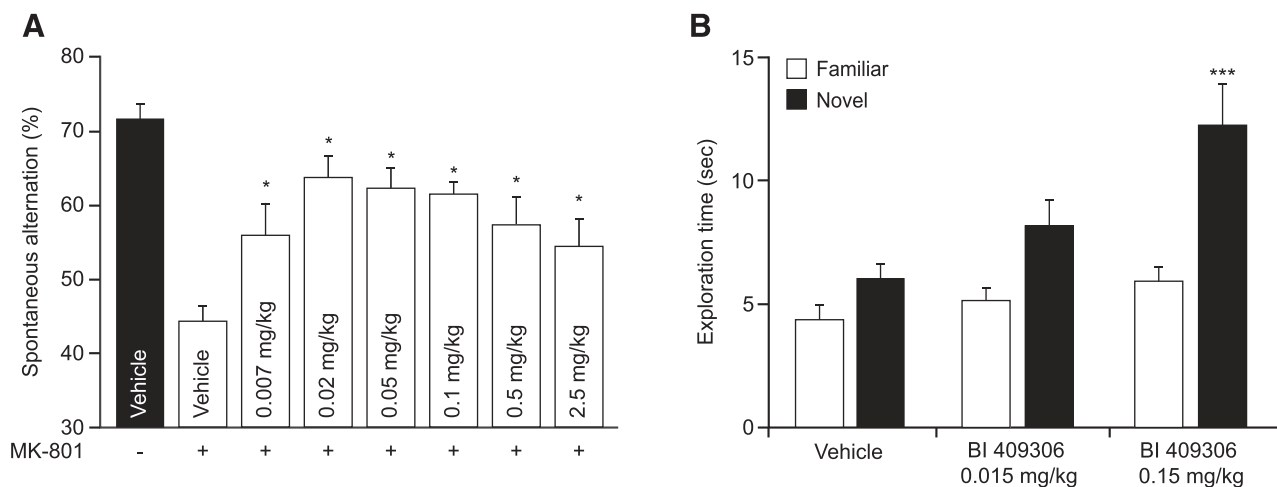 A
Spontaneous alternation (%)
80
70
60
50
40
30
*
*
*
*
*
*
Vehicle
Vehicle
0.007 mg/kg
0.02 mg/kg
0.05 mg/kg
0.1 mg/kg
0.5 mg/kg
2.5 mg/kg
MK-801 - + + + + + + +
B
Exploration time (sec)
15
10
5
0
Familiar
Novel
***
Vehicle
BI 409306
0.015 mg/kg
BI 409306
0.15 mg/kg